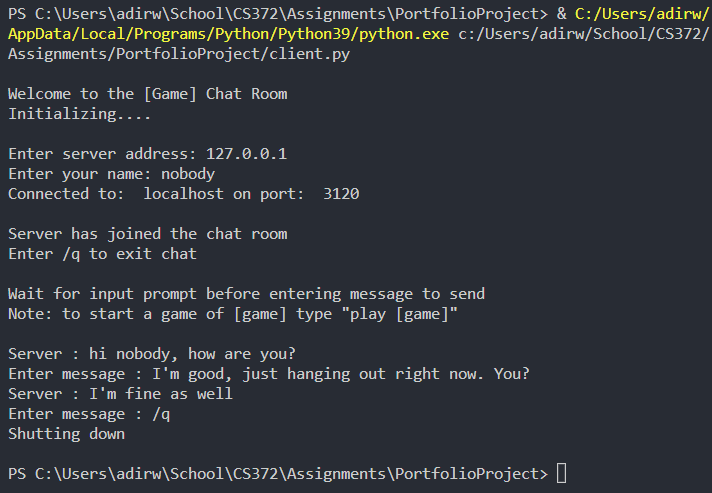 PS C:\Users\adirw\School\CS372\Assignments\PortfolioProject> & C:/Users/adirw/
AppData/Local/Programs/Python/Python39/python.exe c:/Users/adirw/School/CS372/
Assignments/PortfolioProject/client.py
Welcome to the [Game] Chat Room
Initializing....
Enter server address: 127.0.0.1
Enter your name: nobody
Connected to:  localhost on port:  3120
Server has joined the chat room
Enter /q to exit chat
Wait for input prompt before entering message to send
Note: to start a game of [game] type "play [game]"
Server : hi nobody, how are you?
Enter message : I'm good, just hanging out right now. You?
Server : I'm fine as well
Enter message : /q
Shutting down
PS C:\Users\adirw\School\CS372\Assignments\PortfolioProject>